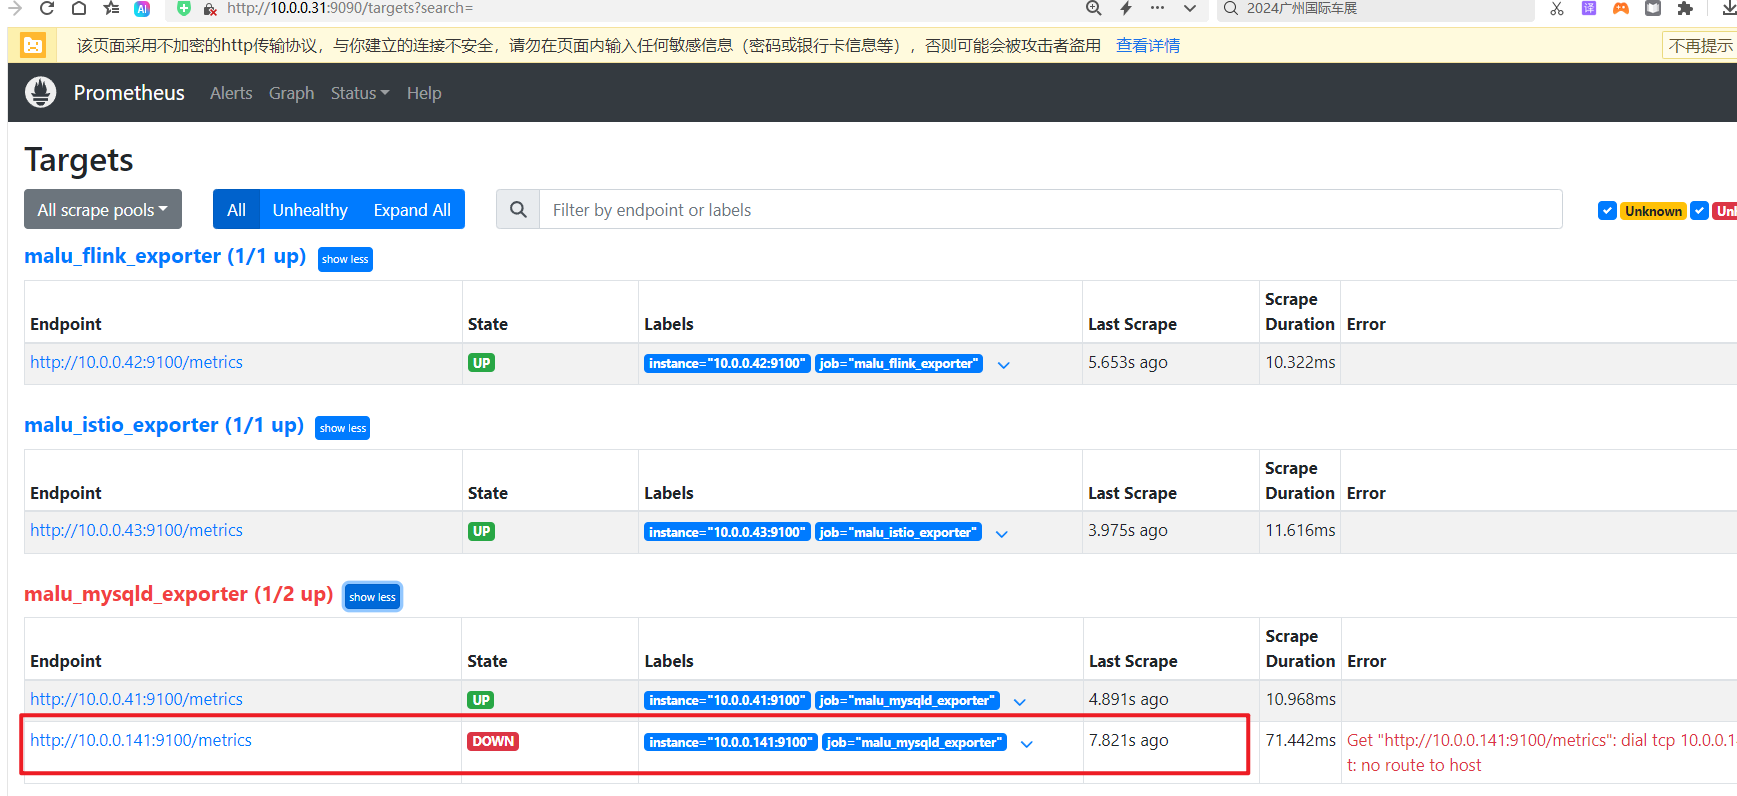 http://10.0.0.31:9090/targets?search=
2024广州国际车展
该页面采用不加密的http传输协议，与你建立的连接不安全，请勿在页面内输入任何敏感信息（密码或银行卡信息等），否则可能会被攻击者盗用 查看详情 不再提示
Prometheus Alerts Graph Status Help
Targets
All scrape pools All Unhealthy Expand All Filter by endpoint or labels Unknown
malu_flink_exporter (1/1 up) show less
Endpoint State Labels Last Scrape Scrape Duration Error
http://10.0.0.42:9100/metrics UP instance="10.0.0.42:9100" job="malu_flink_exporter" 5.653s ago 10.322ms
malu_istio_exporter (1/1 up) show less
Endpoint State Labels Last Scrape Scrape Duration Error
http://10.0.0.43:9100/metrics UP instance="10.0.0.43:9100" job="malu_istio_exporter" 3.975s ago 11.616ms
malu_mysqld_exporter (1/2 up) show less
Endpoint State Labels Last Scrape Scrape Duration Error
http://10.0.0.41:9100/metrics UP instance="10.0.0.41:9100" job="malu_mysqld_exporter" 4.891s ago 10.968ms
http://10.0.0.141:9100/metrics DOWN instance="10.0.0.141:9100" job="malu_mysqld_exporter" 7.821s ago 71.442ms Get "http://10.0.0.141:9100/metrics": dial tcp 10.0.0.1
t: no route to host